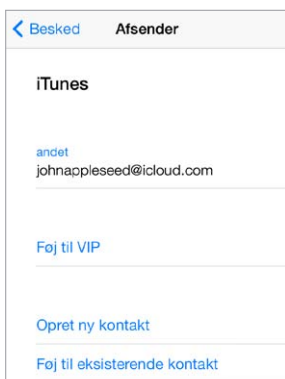 Besked Afsender
iTunes
andet
johnappleseed@icloud.com
Føj til VIP
Opret ny kontakt
Føj til eksisterende kontakt